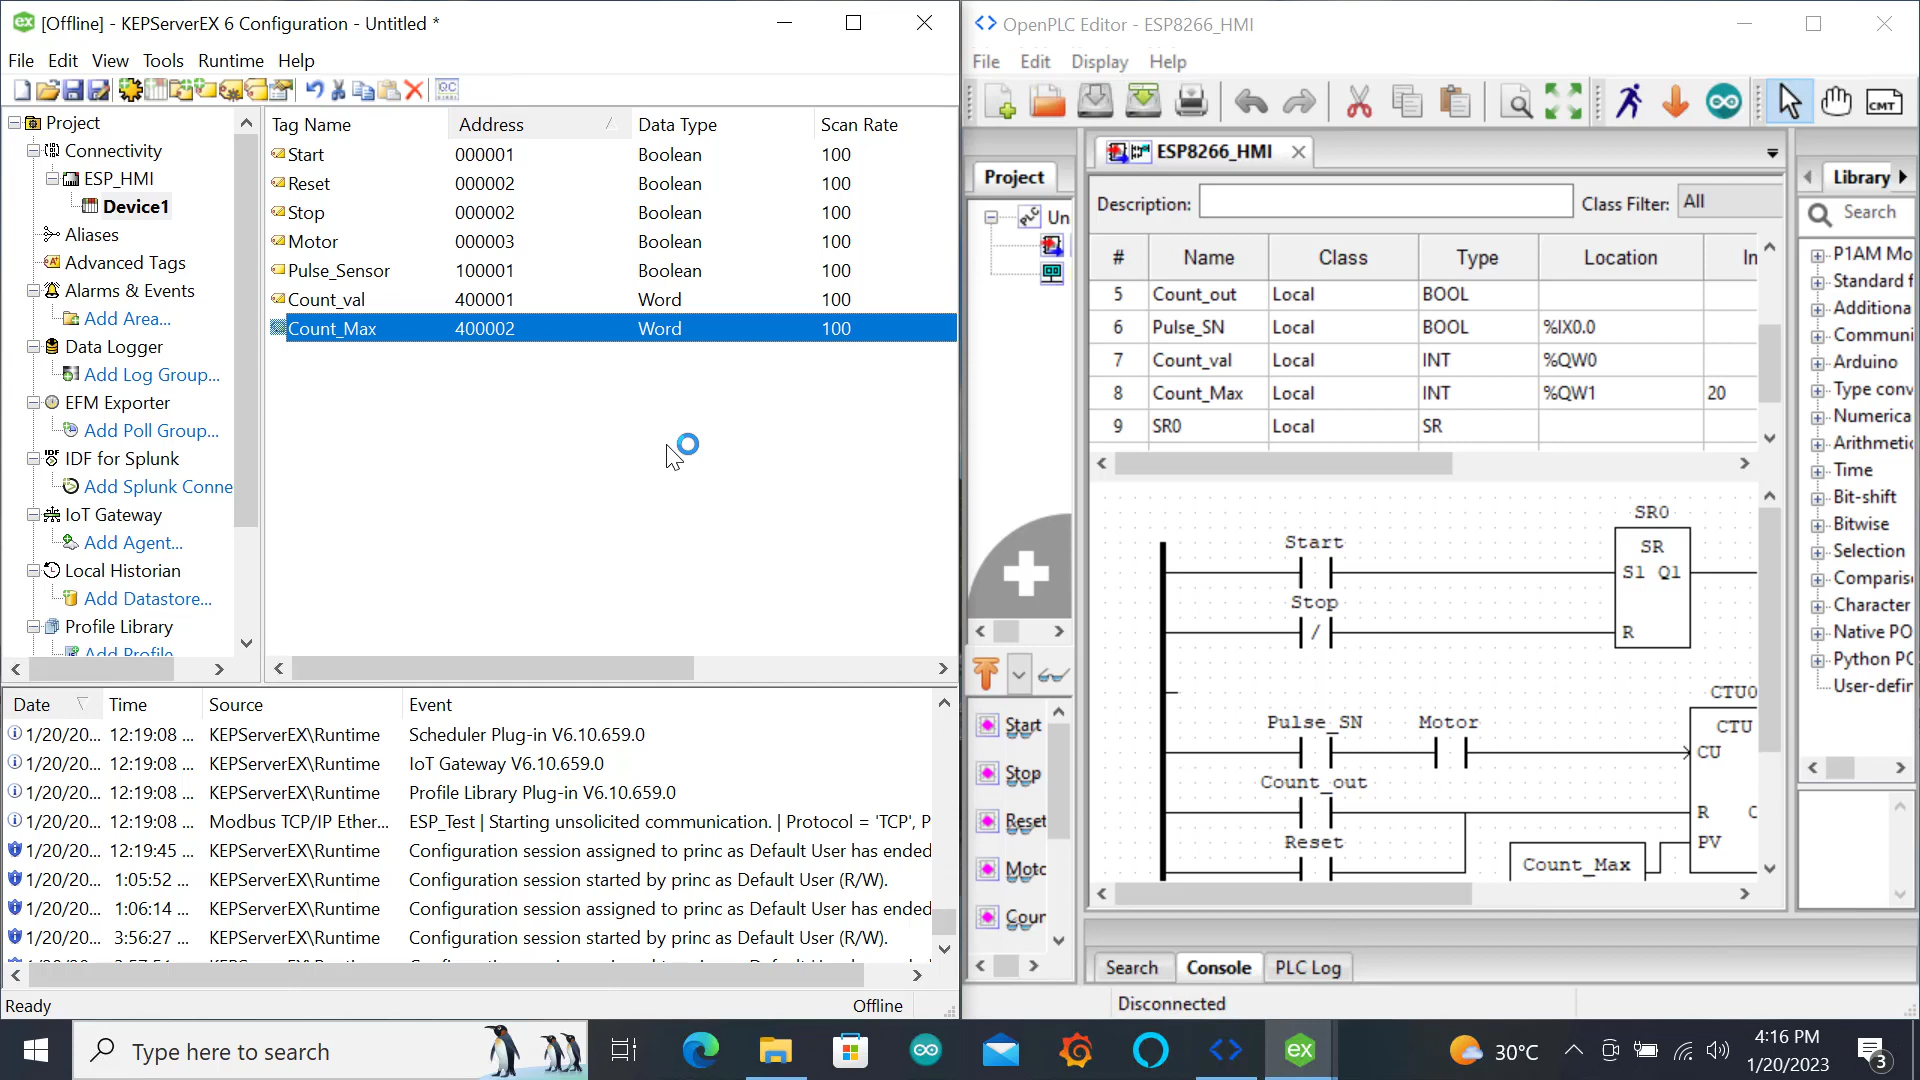 [Offline] - KEPServerEX 6 Configuration - Untitled *
File Edit View Tools Runtime Help
QC
Project
Connectivity
ESP_HMI
Device1
Aliases
Advanced Tags
Alarms & Events
Add Area...
Data Logger
Add Log Group...
EFM Exporter
Add Poll Group...
IDF for Splunk
Add Splunk Conne
IoT Gateway
Add Agent...
Local Historian
Add Datastore...
Profile Library
Add Profile
Tag Name Address Data Type Scan Rate
Start 000001 Boolean 100
Reset 000002 Boolean 100
Stop 000002 Boolean 100
Motor 000003 Boolean 100
Pulse_Sensor 100001 Boolean 100
Count_val 400001 Word 100
Count_Max 400002 Word 100
Date Time Source Event
1/20/20... 12:19:08 ... KEPServerEX\Runtime Scheduler Plug-in V6.10.659.0
1/20/20... 12:19:08 ... KEPServerEX\Runtime IoT Gateway V6.10.659.0
1/20/20... 12:19:08 ... KEPServerEX\Runtime Profile Library Plug-in V6.10.659.0
1/20/20... 12:19:08 ... Modbus TCP/IP Ether... ESP_Test | Starting unsolicited communication. | Protocol = 'TCP', P
1/20/20... 12:19:45 ... KEPServerEX\Runtime Configuration session assigned to princ as Default User has ended
1/20/20... 1:05:52 ... KEPServerEX\Runtime Configuration session started by princ as Default User (R/W).
1/20/20... 1:06:14 ... KEPServerEX\Runtime Configuration session assigned to princ as Default User has ended
1/20/20... 3:56:27 ... KEPServerEX\Runtime Configuration session started by princ as Default User (R/W).
Ready Offline
OpenPLC Editor - ESP8266_HMI
File Edit Display Help
CMT
Project
Un
ESP8266_HMI
Description: Class Filter: All
# Name Class Type Location In
5 Count_out Local BOOL
6 Pulse_SN Local BOOL %IX0.0
7 Count_val Local INT %QW0
8 Count_Max Local INT %QW1 20
9 SR0 Local SR
Start
Stop
Reset
Motc
Cour
SR0
Start SR
S1 Q1
Stop
/ R
CTU0
Pulse_SN Motor CTU
CU
Count_out
R C
Reset PV
Count_Max
Library
Search
P1AM Mo
Standard f
Additiona
Communi
Arduino
Type conv
Numerica
Arithmetic
Time
Bit-shift
Bitwise
Selection
Comparis
Character
Native PO
Python PC
User-defin
Search Console PLC Log
Disconnected
Type here to search
ex
30°C
4:16 PM
1/20/2023
3